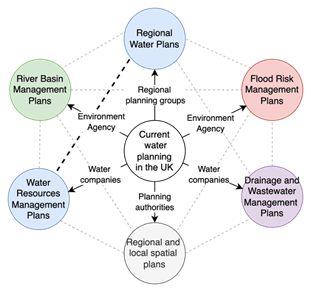 Regional
Water Plans
River Basin
Management
Plans
Flood Risk
Management
Plans
Regional
planning groups
Environment
Agency
Environment
Agency
Current
water
planning
in the UK
Water
companies
Water
companies
Water
Resources
Management
Plans
Planning
authorities
Drainage and
Wastewater
Management
Plans
Regional and
local spatial
plans